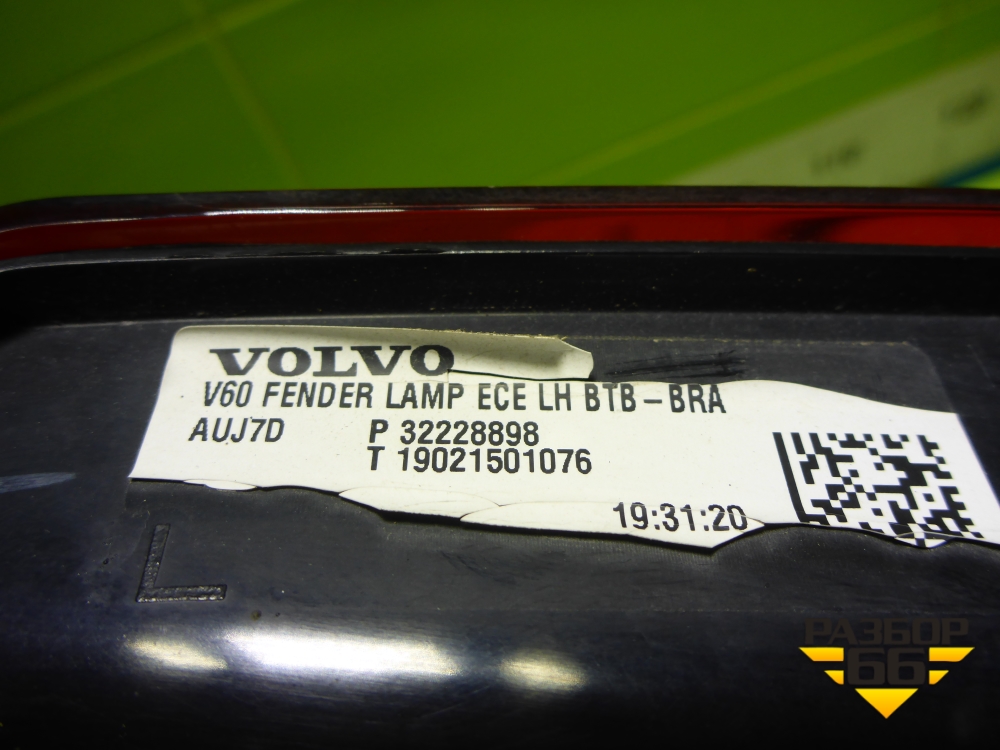 VOLVO
V60 FENDER LAMP ECE LH BTB-BRA
AUJ7D P 32228898
T 19021501076
19:31:20
L
РАЗБОР
66